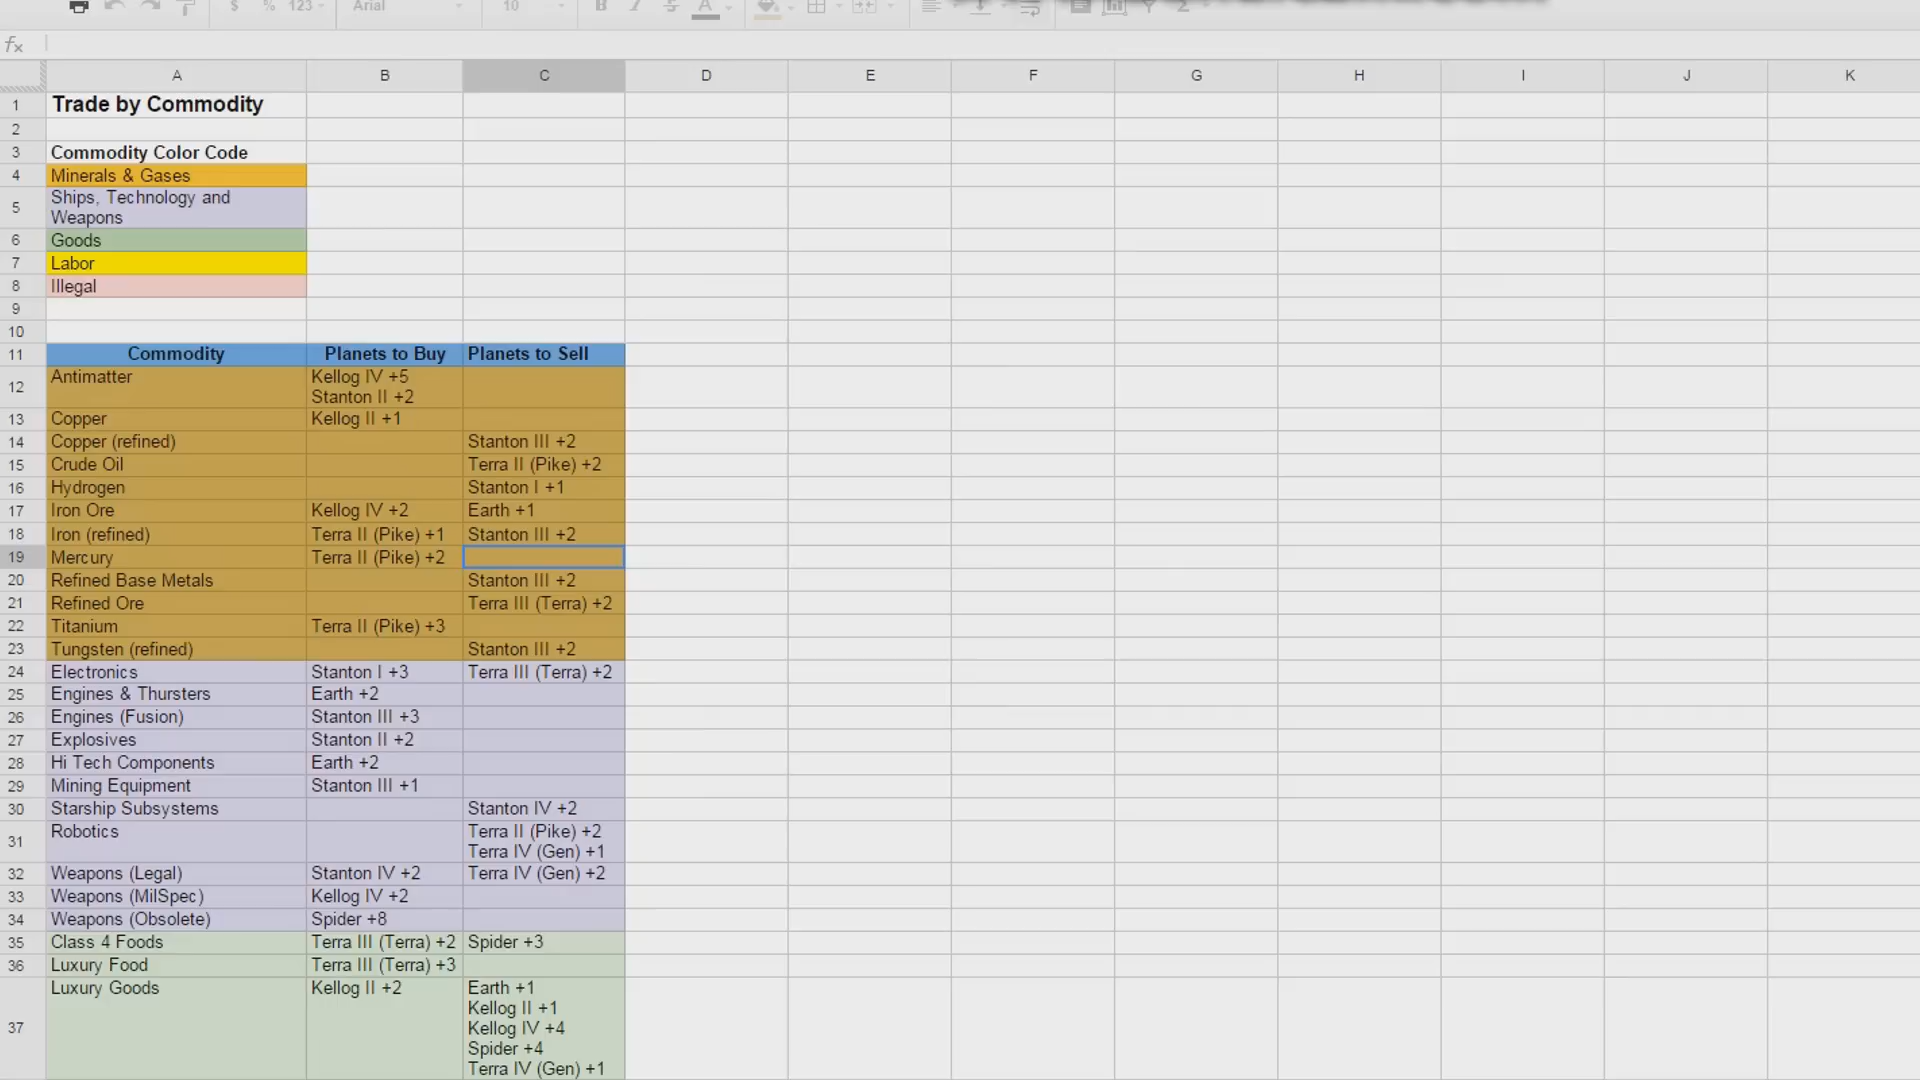 $ % 123 Arial 10 B I S A
fx
A B C D E F G H I J K
1 Trade by Commodity
2
3 Commodity Color Code
4 Minerals & Gases
5 Ships, Technology and
Weapons
6 Goods
7 Labor
8 Illegal
9
10
11 Commodity Planets to Buy Planets to Sell
12 Antimatter Kellog IV +5
Stanton II +2
13 Copper Kellog II +1
14 Copper (refined) Stanton III +2
15 Crude Oil Terra II (Pike) +2
16 Hydrogen Stanton I +1
17 Iron Ore Kellog IV +2 Earth +1
18 Iron (refined) Terra II (Pike) +1 Stanton III +2
19 Mercury Terra II (Pike) +2
20 Refined Base Metals Stanton III +2
21 Refined Ore Terra III (Terra) +2
22 Titanium Terra II (Pike) +3
23 Tungsten (refined) Stanton III +2
24 Electronics Stanton I +3 Terra III (Terra) +2
25 Engines & Thursters Earth +2
26 Engines (Fusion) Stanton III +3
27 Explosives Stanton II +2
28 Hi Tech Components Earth +2
29 Mining Equipment Stanton III +1
30 Starship Subsystems Stanton IV +2
31 Robotics Terra II (Pike) +2
Terra IV (Gen) +1
32 Weapons (Legal) Stanton IV +2 Terra IV (Gen) +2
33 Weapons (MilSpec) Kellog IV +2
34 Weapons (Obsolete) Spider +8
35 Class 4 Foods Terra III (Terra) +2 Spider +3
36 Luxury Food Terra III (Terra) +3
37 Luxury Goods Kellog II +2 Earth +1
Kellog II +1
Kellog IV +4
Spider +4
Terra IV (Gen) +1